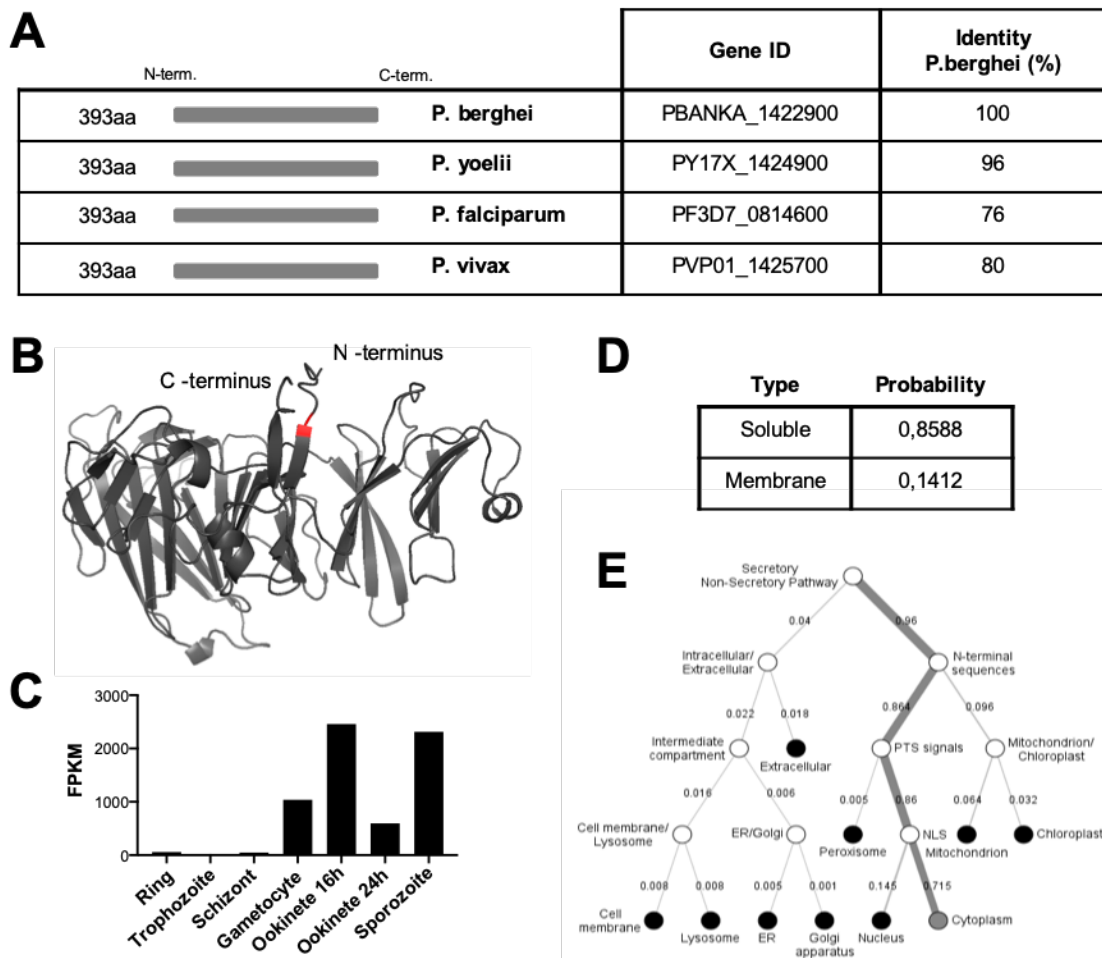 A
Gene ID
Identity
P.berghei (%)
N-term.
C-term.
393aa P. berghei PBANKA_1422900 100
393aa P. yoelii PY17X_1424900 96
393aa P. falciparum PF3D7_0814600 76
393aa P. vivax PVP01_1425700 80
B
N -terminus
C -terminus
C
FPKM
3000
2000
1000
0
Ring
Trophozoite
Schizont
Gametocyte
Ookinete 16h
Ookinete 24h
Sporozoite
D
Type Probability
Soluble 0,8588
Membrane 0,1412
E
Secretory
Non-Secretory Pathway
0.04 0.96
Intracellular/
Extracellular
N-terminal
sequences
0.022 0.018 0.864 0.096
Intermediate
compartment
Extracellular
PTS signals
Mitochondrion/
Chloroplast
0.016 0.006 0.005 0.86 0.064 0.032
Cell membrane/
Lysosome
ER/Golgi
Peroxisome
NLS
Mitochondrion
Chloroplast
0.008 0.008 0.005 0.001 0.145 0.715
Cell
membrane
Lysosome
ER
Golgi
apparatus
Nucleus
Cytoplasm